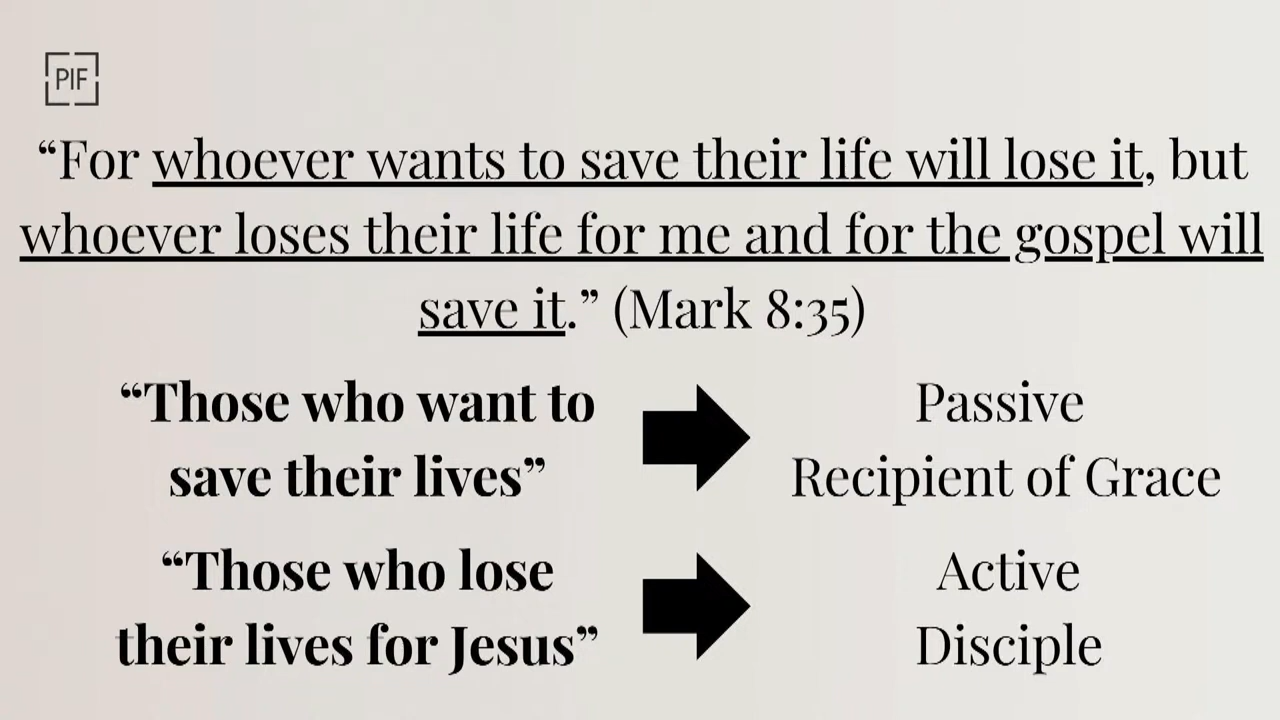 PIF
“For whoever wants to save their life will lose it, but
whoever loses their life for me and for the gospel will
save it.” (Mark 8:35)
“Those who want to
save their lives”
Passive
Recipient of Grace
“Those who lose
their lives for Jesus”
Active
Disciple